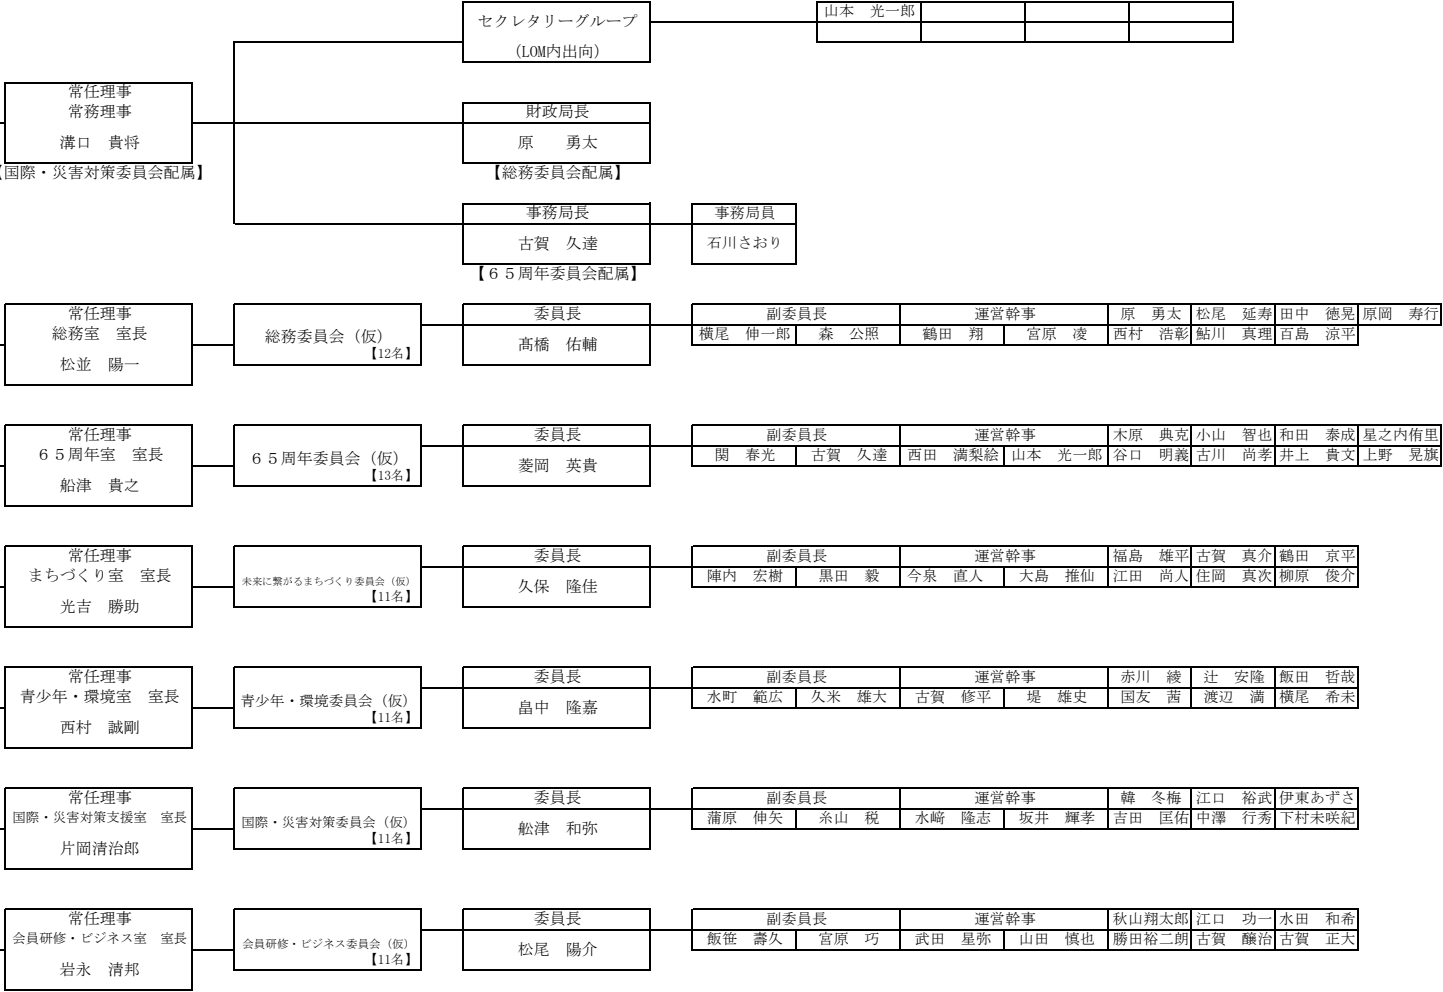 セクレタリーグループ
（LOM内出向）
山本　光一郎
常任理事
常務理事
溝口　貴将
【国際・災害対策委員会配属】
財政局長
原　　勇太
【総務委員会配属】
事務局長
古賀　久達
【６５周年委員会配属】
事務局員
石川さおり
常任理事
総務室　室長
松並　陽一
総務委員会（仮）
【12名】
委員長
髙橋　佑輔
副委員長 運営幹事 原　勇太 松尾　延寿 田中　徳晃 原岡　寿行
横尾　伸一郎 森　公照 鶴田　翔 宮原　凌 西村　浩彰 鮎川　真理 百島　涼平
常任理事
６５周年室　室長
船津　貴之
６５周年委員会（仮）
【13名】
委員長
菱岡　英貴
副委員長 運営幹事 木原　典克 小山　智也 和田　泰成 星之内侑里
関　春光 古賀　久達 西田　満梨絵 山本　光一郎 谷口　明義 古川　尚孝 井上　貴文 上野　晃旗
常任理事
まちづくり室　室長
光吉　勝助
未来に繋がるまちづくり委員会（仮）
【11名】
委員長
久保　隆佳
副委員長 運営幹事 福島　雄平 古賀　真介 鶴田　京平
陣内　宏樹 黒田　毅 今泉　直人 大島　推仙 江田　尚人 住岡　真次 柳原　俊介
常任理事
青少年・環境室　室長
西村　誠剛
青少年・環境委員会（仮）
【11名】
委員長
畠中　隆嘉
副委員長 運営幹事 赤川　綾 辻　安隆 飯田　哲哉
水町　範広 久米　雄大 古賀　修平 堤　雄史 国友　茜 渡辺　満 横尾　希未
常任理事
国際・災害対策支援室　室長
片岡清治郎
国際・災害対策委員会（仮）
【11名】
委員長
舩津　和弥
副委員長 運営幹事 韓　冬梅 江口　裕武 伊東あずさ
蒲原　伸矢 糸山　税 水﨑　隆志 坂井　輝孝 吉田　匡佑 中澤　行秀 下村未咲紀
常任理事
会員研修・ビジネス室　室長
岩永　清邦
会員研修・ビジネス委員会（仮）
【11名】
委員長
松尾　陽介
副委員長 運営幹事 秋山翔太郎 江口　功一 水田　和希
飯笹　壽久 宮原　巧 武田　星弥 山田　慎也 勝田裕二朗 古賀　醸治 古賀　正大